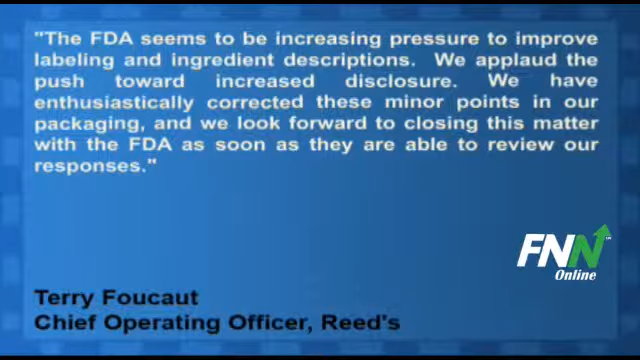 "The FDA seems to be increasing pressure to improve
labeling and ingredient descriptions. We applaud the
push toward increased disclosure. We have
enthusiastically corrected these minor points in our
packaging, and we look forward to closing this matter
with the FDA as soon as they are able to review our
responses."
FNN
Online
Terry Foucaut
Chief Operating Officer, Reed's